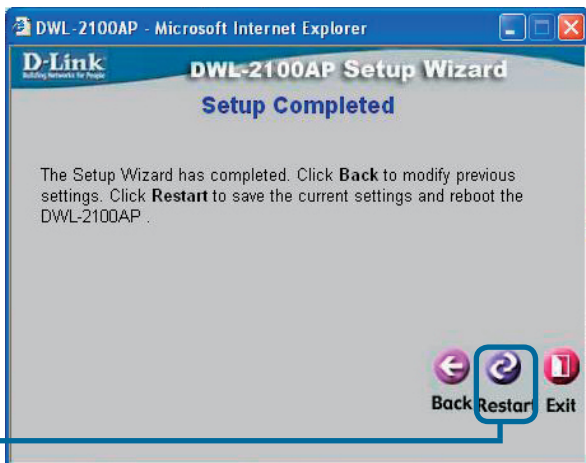 DWL-2100AP - Microsoft Internet Explorer
D-Link
Building Networks for People
DWL-2100AP Setup Wizard
Setup Completed
The Setup Wizard has completed. Click Back to modify previous
settings. Click Restart to save the current settings and reboot the
DWL-2100AP .
Back Restart Exit